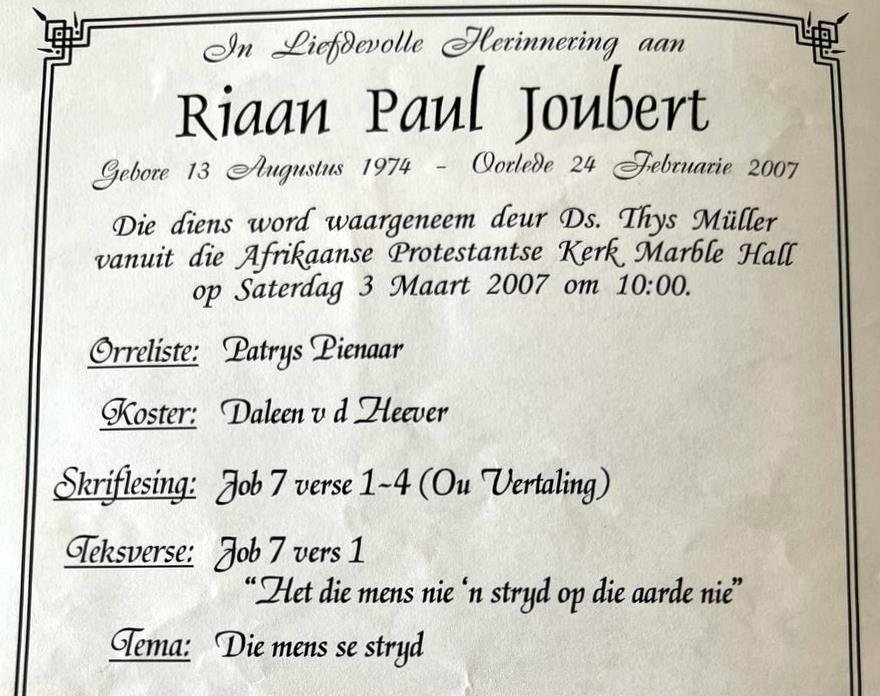 In Liefdevolle Herinnering aan
Riaan Paul Joubert
Gebore 13 Augustus 1974 - Oorlede 24 Februarie 2007
Die diens word waargeneem deur Ds. Thys Müller
vanuit die Afrikaanse Protestantse Kerk Marble Hall
op Saterdag 3 Maart 2007 om 10:00.
Orreliste: Patrys Pienaar
Koster: Daleen v d Heever
Skriflesing: Job 7 verse 1-4 (Ou Vertaling)
Teksverse: Job 7 vers 1
“Het die mens nie ‘n stryd op die aarde nie”
Tema: Die mens se stryd